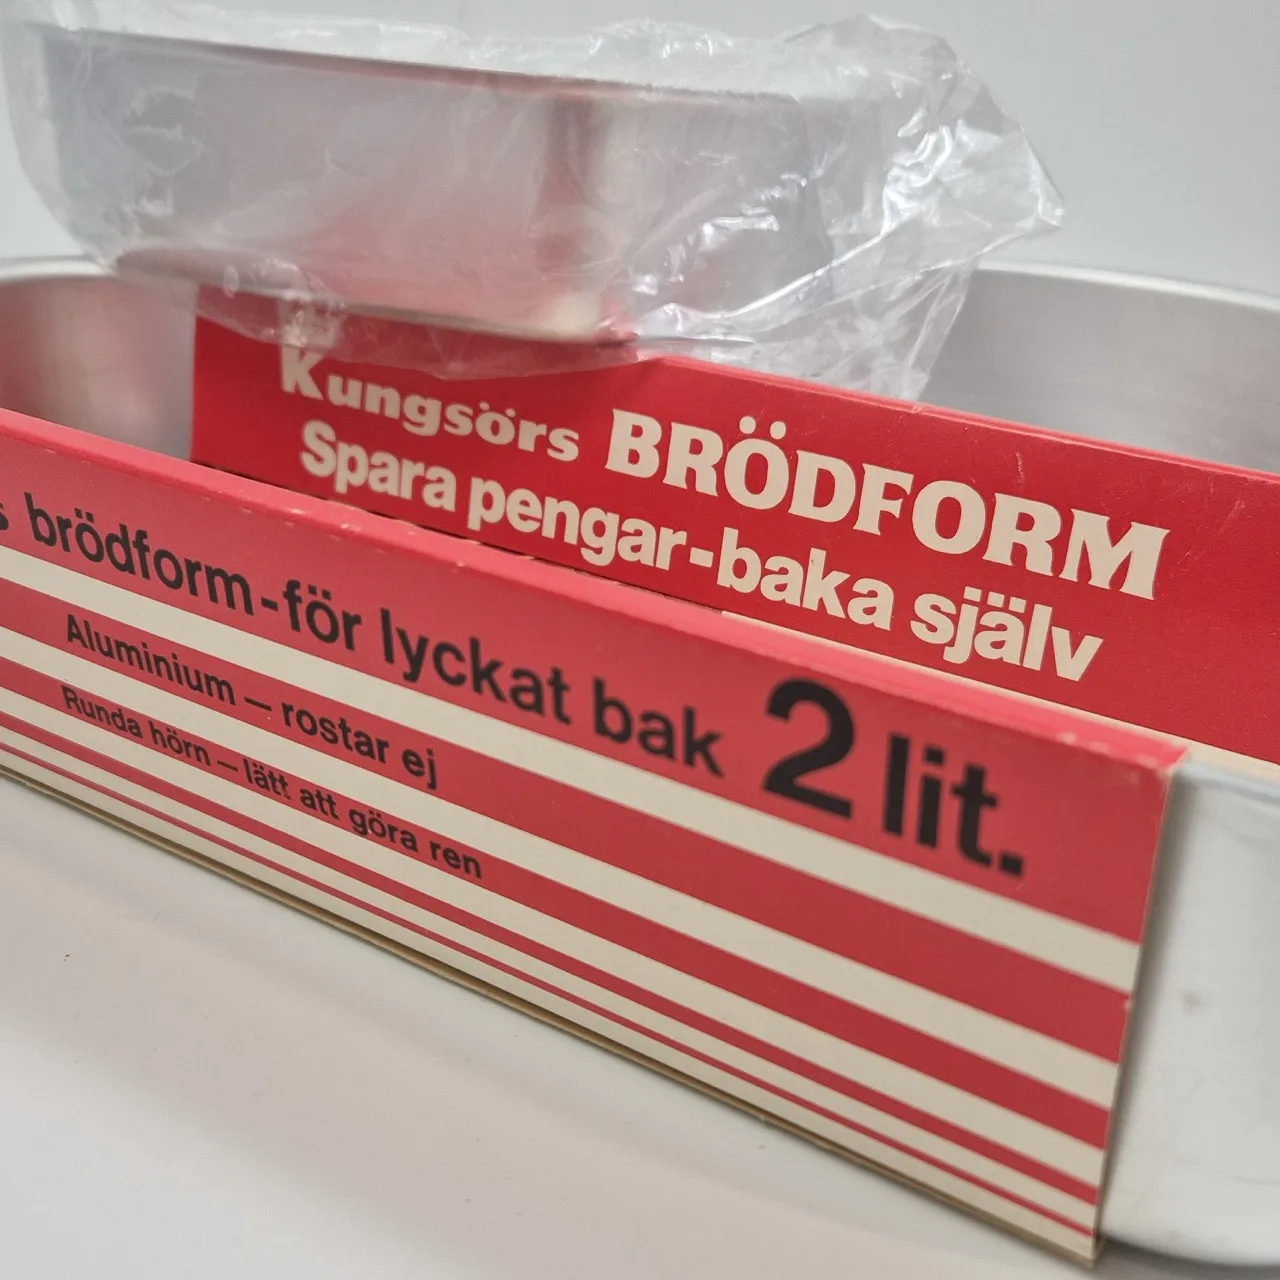 Kungsörs BRÖDFORM
Spara pengar-baka själv
brödform-för lyckat bak 2 lit.
Aluminium – rostar ej
Runda hörn – lätt att göra ren